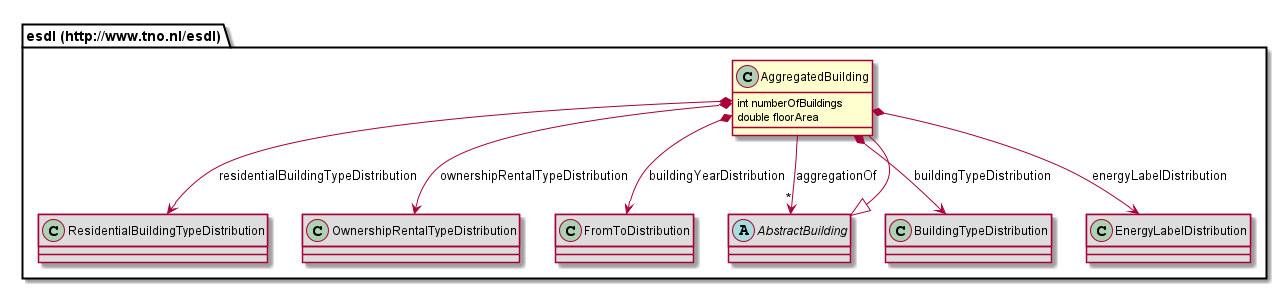 esdl (http://www.tno.nl/esdl)
C AggregatedBuilding
int numberOfBuildings
double floorArea
residentialBuildingTypeDistribution
ownershipRentalTypeDistribution
buildingYearDistribution
aggregationOf
buildingTypeDistribution
energyLabelDistribution
*
C ResidentialBuildingTypeDistribution
C OwnershipRentalTypeDistribution
C FromToDistribution
A AbstractBuilding
C BuildingTypeDistribution
C EnergyLabelDistribution